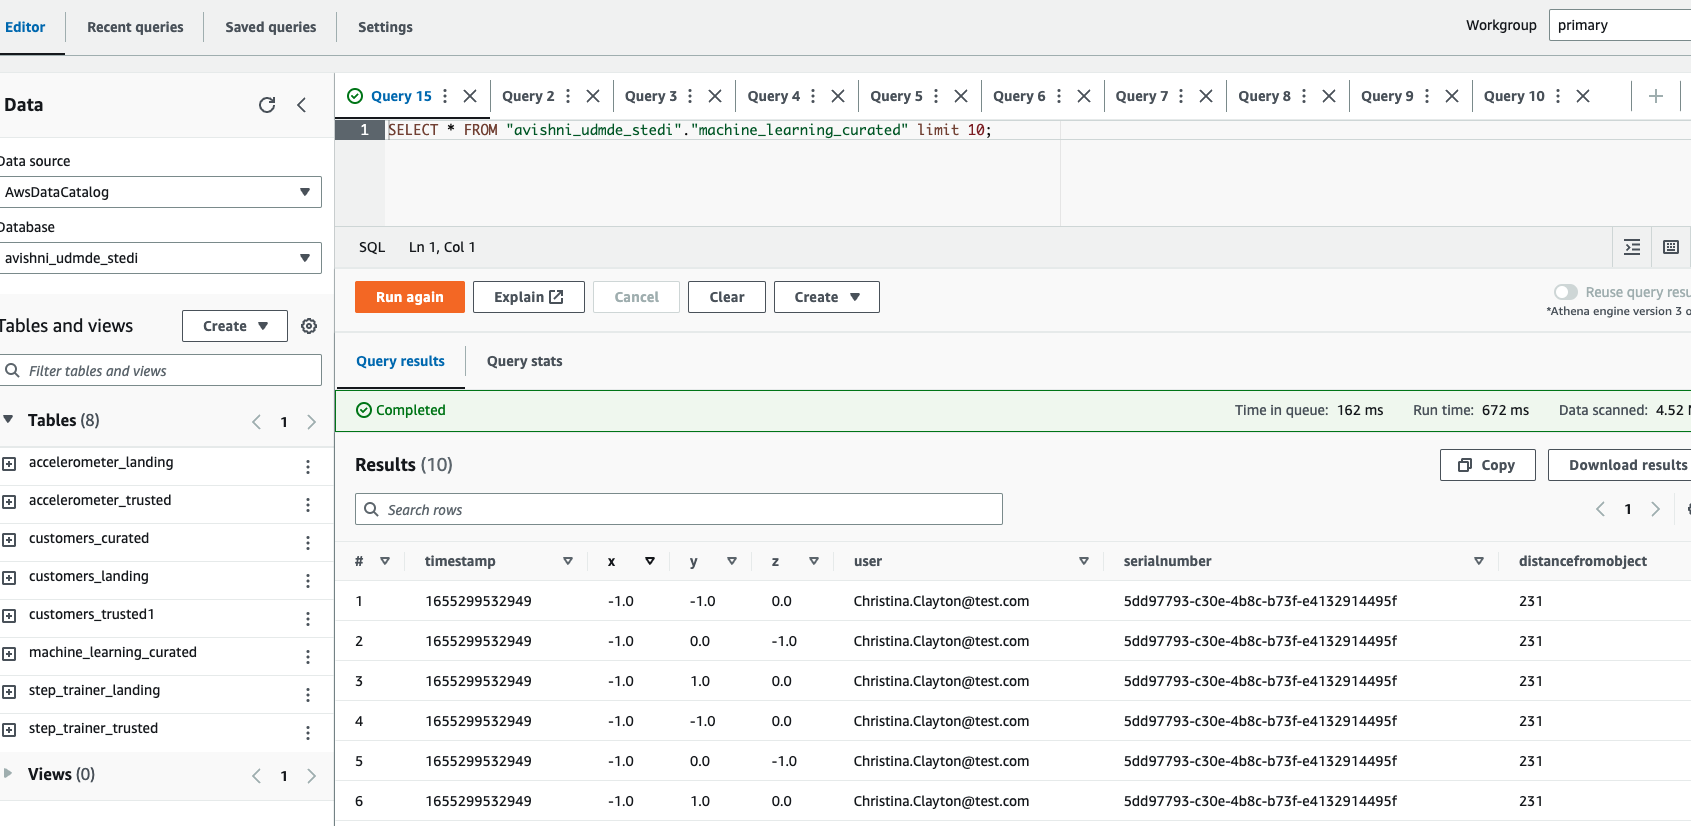 Editor Recent queries Saved queries Settings Workgroup primary
Data
Data source
AwsDataCatalog
Database
avishni_udmde_stedi
Tables and views Create
Filter tables and views
Tables (8) 1
accelerometer_landing
accelerometer_trusted
customers_curated
customers_landing
customers_trusted1
machine_learning_curated
step_trainer_landing
step_trainer_trusted
Views (0) 1
Query 15 Query 2 Query 3 Query 4 Query 5 Query 6 Query 7 Query 8 Query 9 Query 10
1 SELECT * FROM "avishni_udmde_stedi"."machine_learning_curated" limit 10;
SQL Ln 1, Col 1
Run again Explain Cancel Clear Create Reuse query
*Athena engine version 3
Query results Query stats
Completed Time in queue: 162 ms Run time: 672 ms Data scanned: 4.52
Results (10) Copy Download results
Search rows 1
# timestamp x y z user serialnumber distancefromobject
1 1655299532949 -1.0 -1.0 0.0 Christina.Clayton@test.com 5dd97793-c30e-4b8c-b73f-e4132914495f 231
2 1655299532949 -1.0 0.0 -1.0 Christina.Clayton@test.com 5dd97793-c30e-4b8c-b73f-e4132914495f 231
3 1655299532949 -1.0 1.0 0.0 Christina.Clayton@test.com 5dd97793-c30e-4b8c-b73f-e4132914495f 231
4 1655299532949 -1.0 -1.0 0.0 Christina.Clayton@test.com 5dd97793-c30e-4b8c-b73f-e4132914495f 231
5 1655299532949 -1.0 0.0 -1.0 Christina.Clayton@test.com 5dd97793-c30e-4b8c-b73f-e4132914495f 231
6 1655299532949 -1.0 1.0 0.0 Christina.Clayton@test.com 5dd97793-c30e-4b8c-b73f-e4132914495f 231